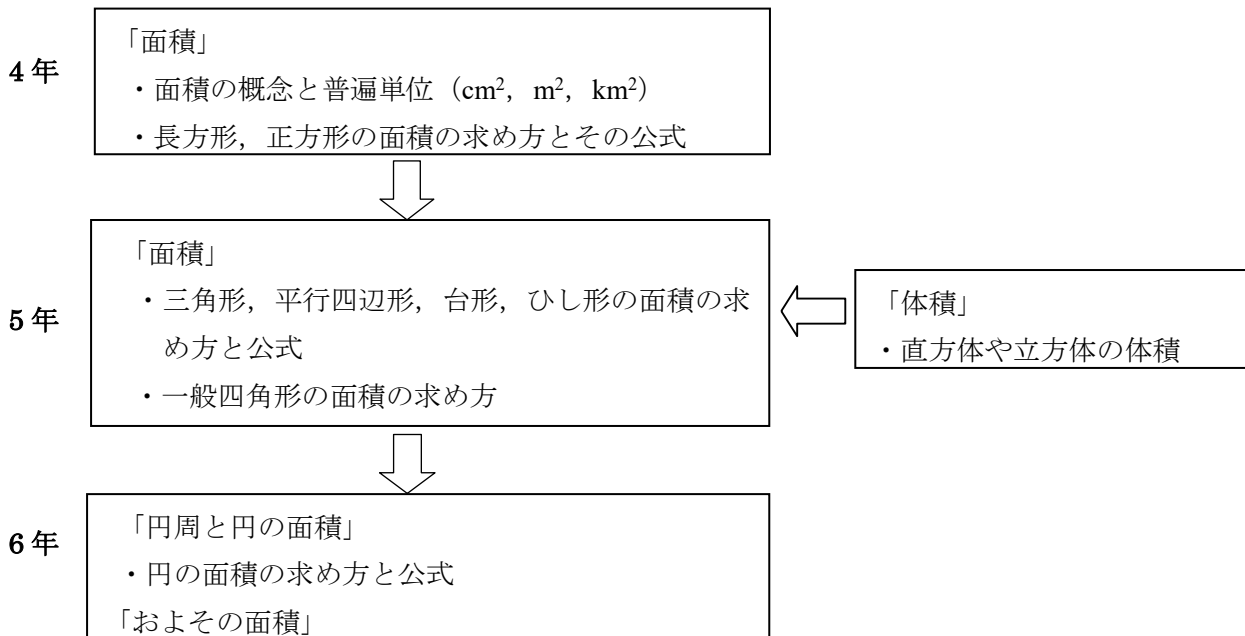 4年
「面積」
・面積の概念と普遍単位（cm²，m²，km²）
・長方形，正方形の面積の求め方とその公式
5年
「面積」
・三角形，平行四辺形，台形，ひし形の面積の求
め方と公式
・一般四角形の面積の求め方
「体積」
・直方体や立方体の体積
6年
「円周と円の面積」
・円の面積の求め方と公式
「およその面積」